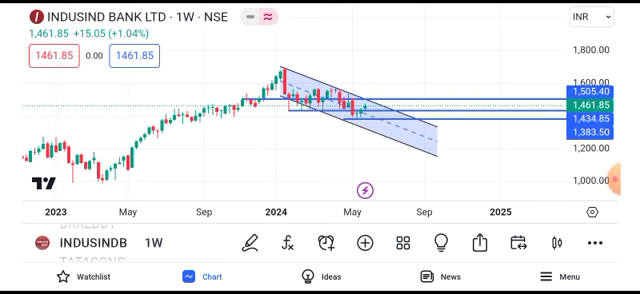 INDUSIND BANK LTD · 1W · NSE
INR
1,461.85 +15.05 (+1.04%)
1461.85 0.00 1461.85
1,800.00
1,600.00
1,505.40
1,461.85
1,434.85
1,383.50
1,200.00
1,000.00
2023 May Sep 2024 May Sep 2025
INDUSINDB 1W
Watchlist Chart Ideas News Menu